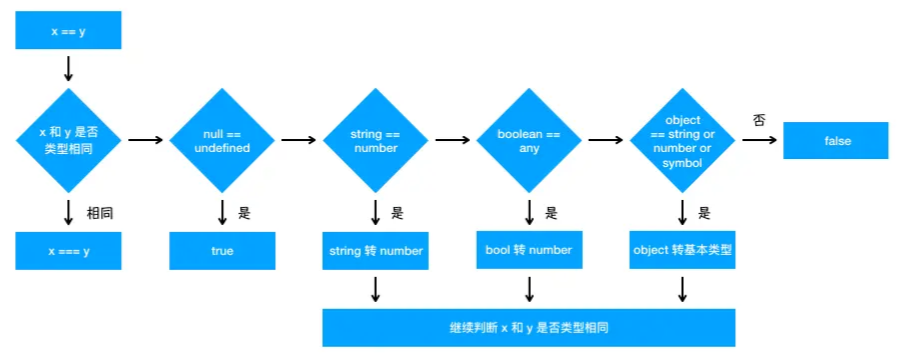 x == y
x 和 y 是否
类型相同
null ==
undefined
string ==
number
boolean ==
any
object
== string or
number or
symbol
否
false
相同
是
是
是
是
x === y
true
string 转 number
bool 转 number
object 转基本类型
继续判断 x 和 y 是否类型相同